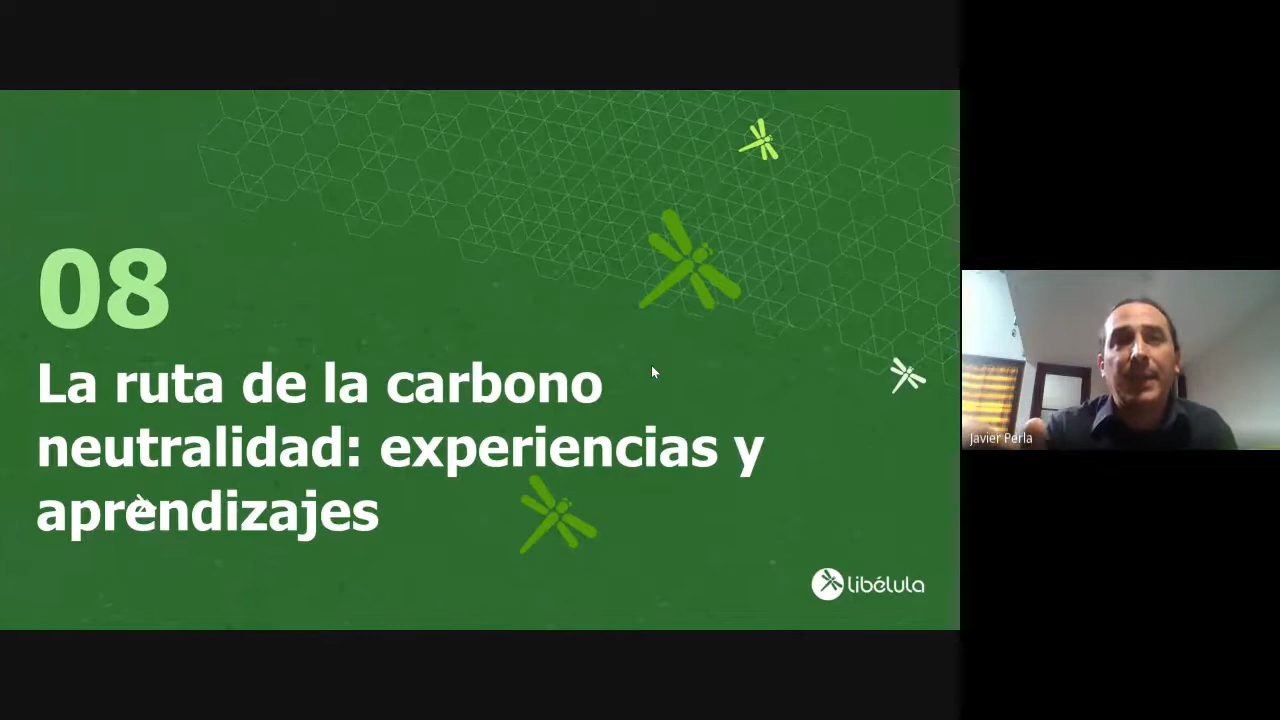 08
La ruta de la carbono
neutralidad: experiencias y
aprendizajes
libélula
Javier Perla